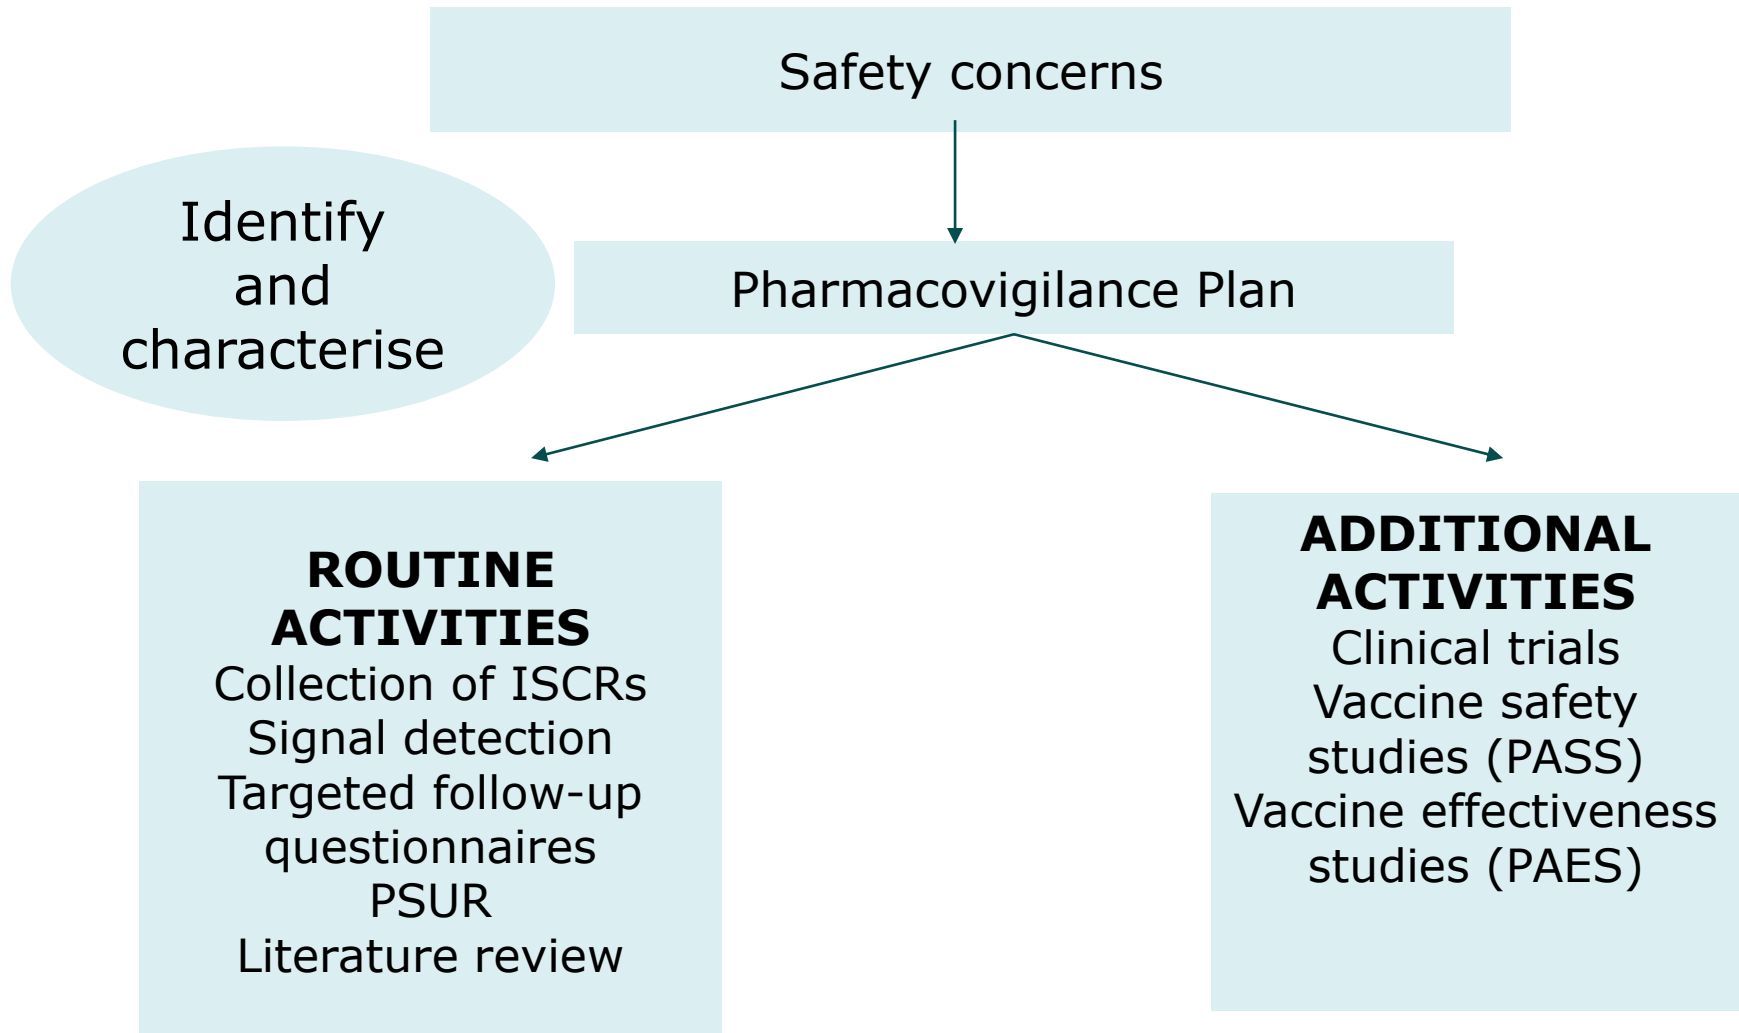 Safety concerns
Identify
and
characterise
Pharmacovigilance Plan
ROUTINE
ACTIVITIES
Collection of ISCRs
Signal detection
Targeted follow-up
questionnaires
PSUR
Literature review
ADDITIONAL
ACTIVITIES
Clinical trials
Vaccine safety
studies (PASS)
Vaccine effectiveness
studies (PAES)